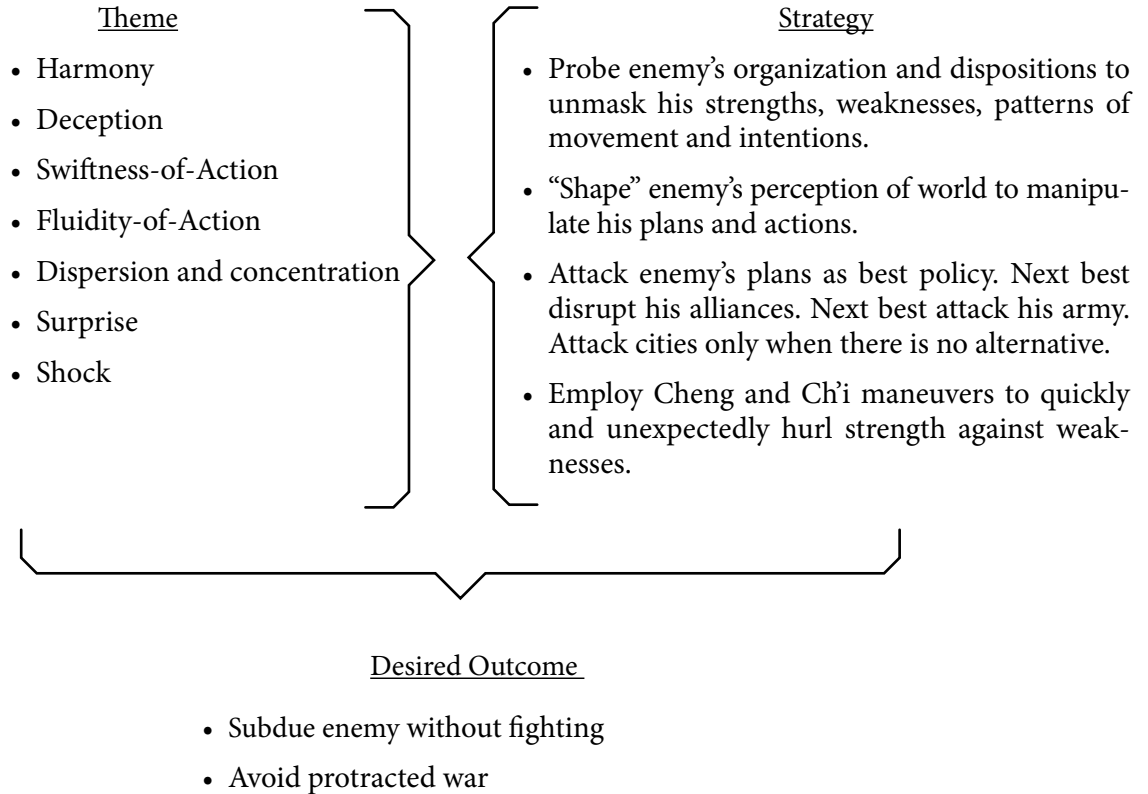 Theme
• Harmony
• Deception
• Swiftness-of-Action
• Fluidity-of-Action
• Dispersion and concentration
• Surprise
• Shock
Strategy
• Probe enemy’s organization and dispositions to
unmask his strengths, weaknesses, patterns of
movement and intentions.
• “Shape” enemy’s perception of world to manipu-
late his plans and actions.
• Attack enemy’s plans as best policy. Next best
disrupt his alliances. Next best attack his army.
Attack cities only when there is no alternative.
• Employ Cheng and Ch’i maneuvers to quickly
and unexpectedly hurl strength against weak-
nesses.
Desired Outcome
• Subdue enemy without fighting
• Avoid protracted war